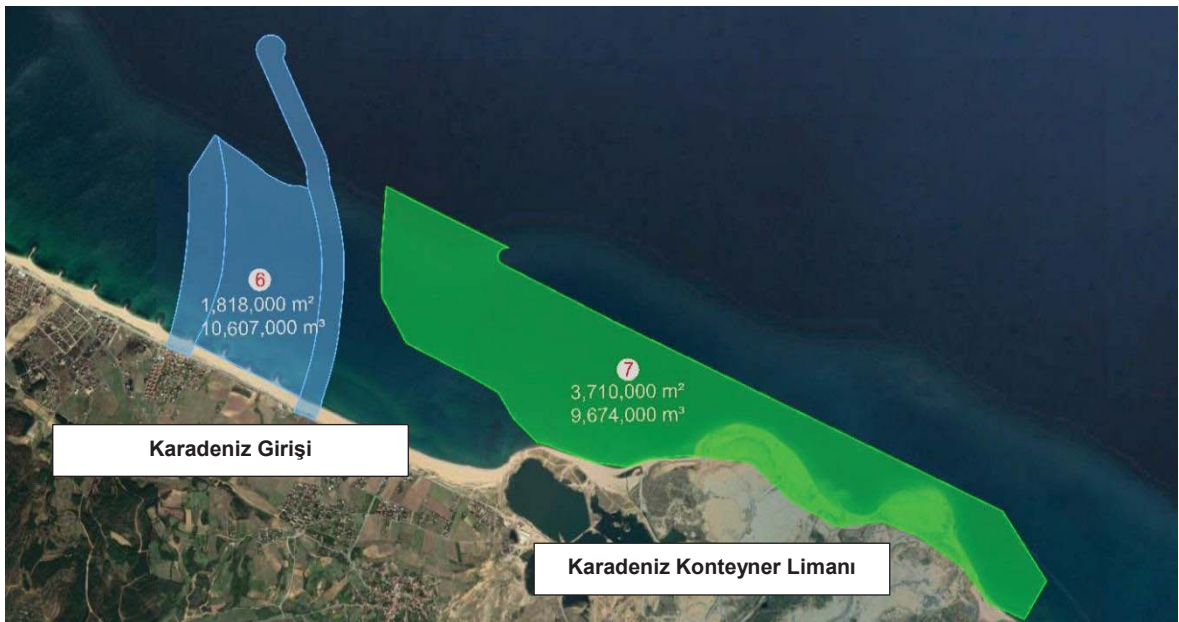 6
1,818,000 m²
10,607,000 m³
7
3,710,000 m²
9,674,000 m³
Karadeniz Girişi
Karadeniz Konteyner Limanı